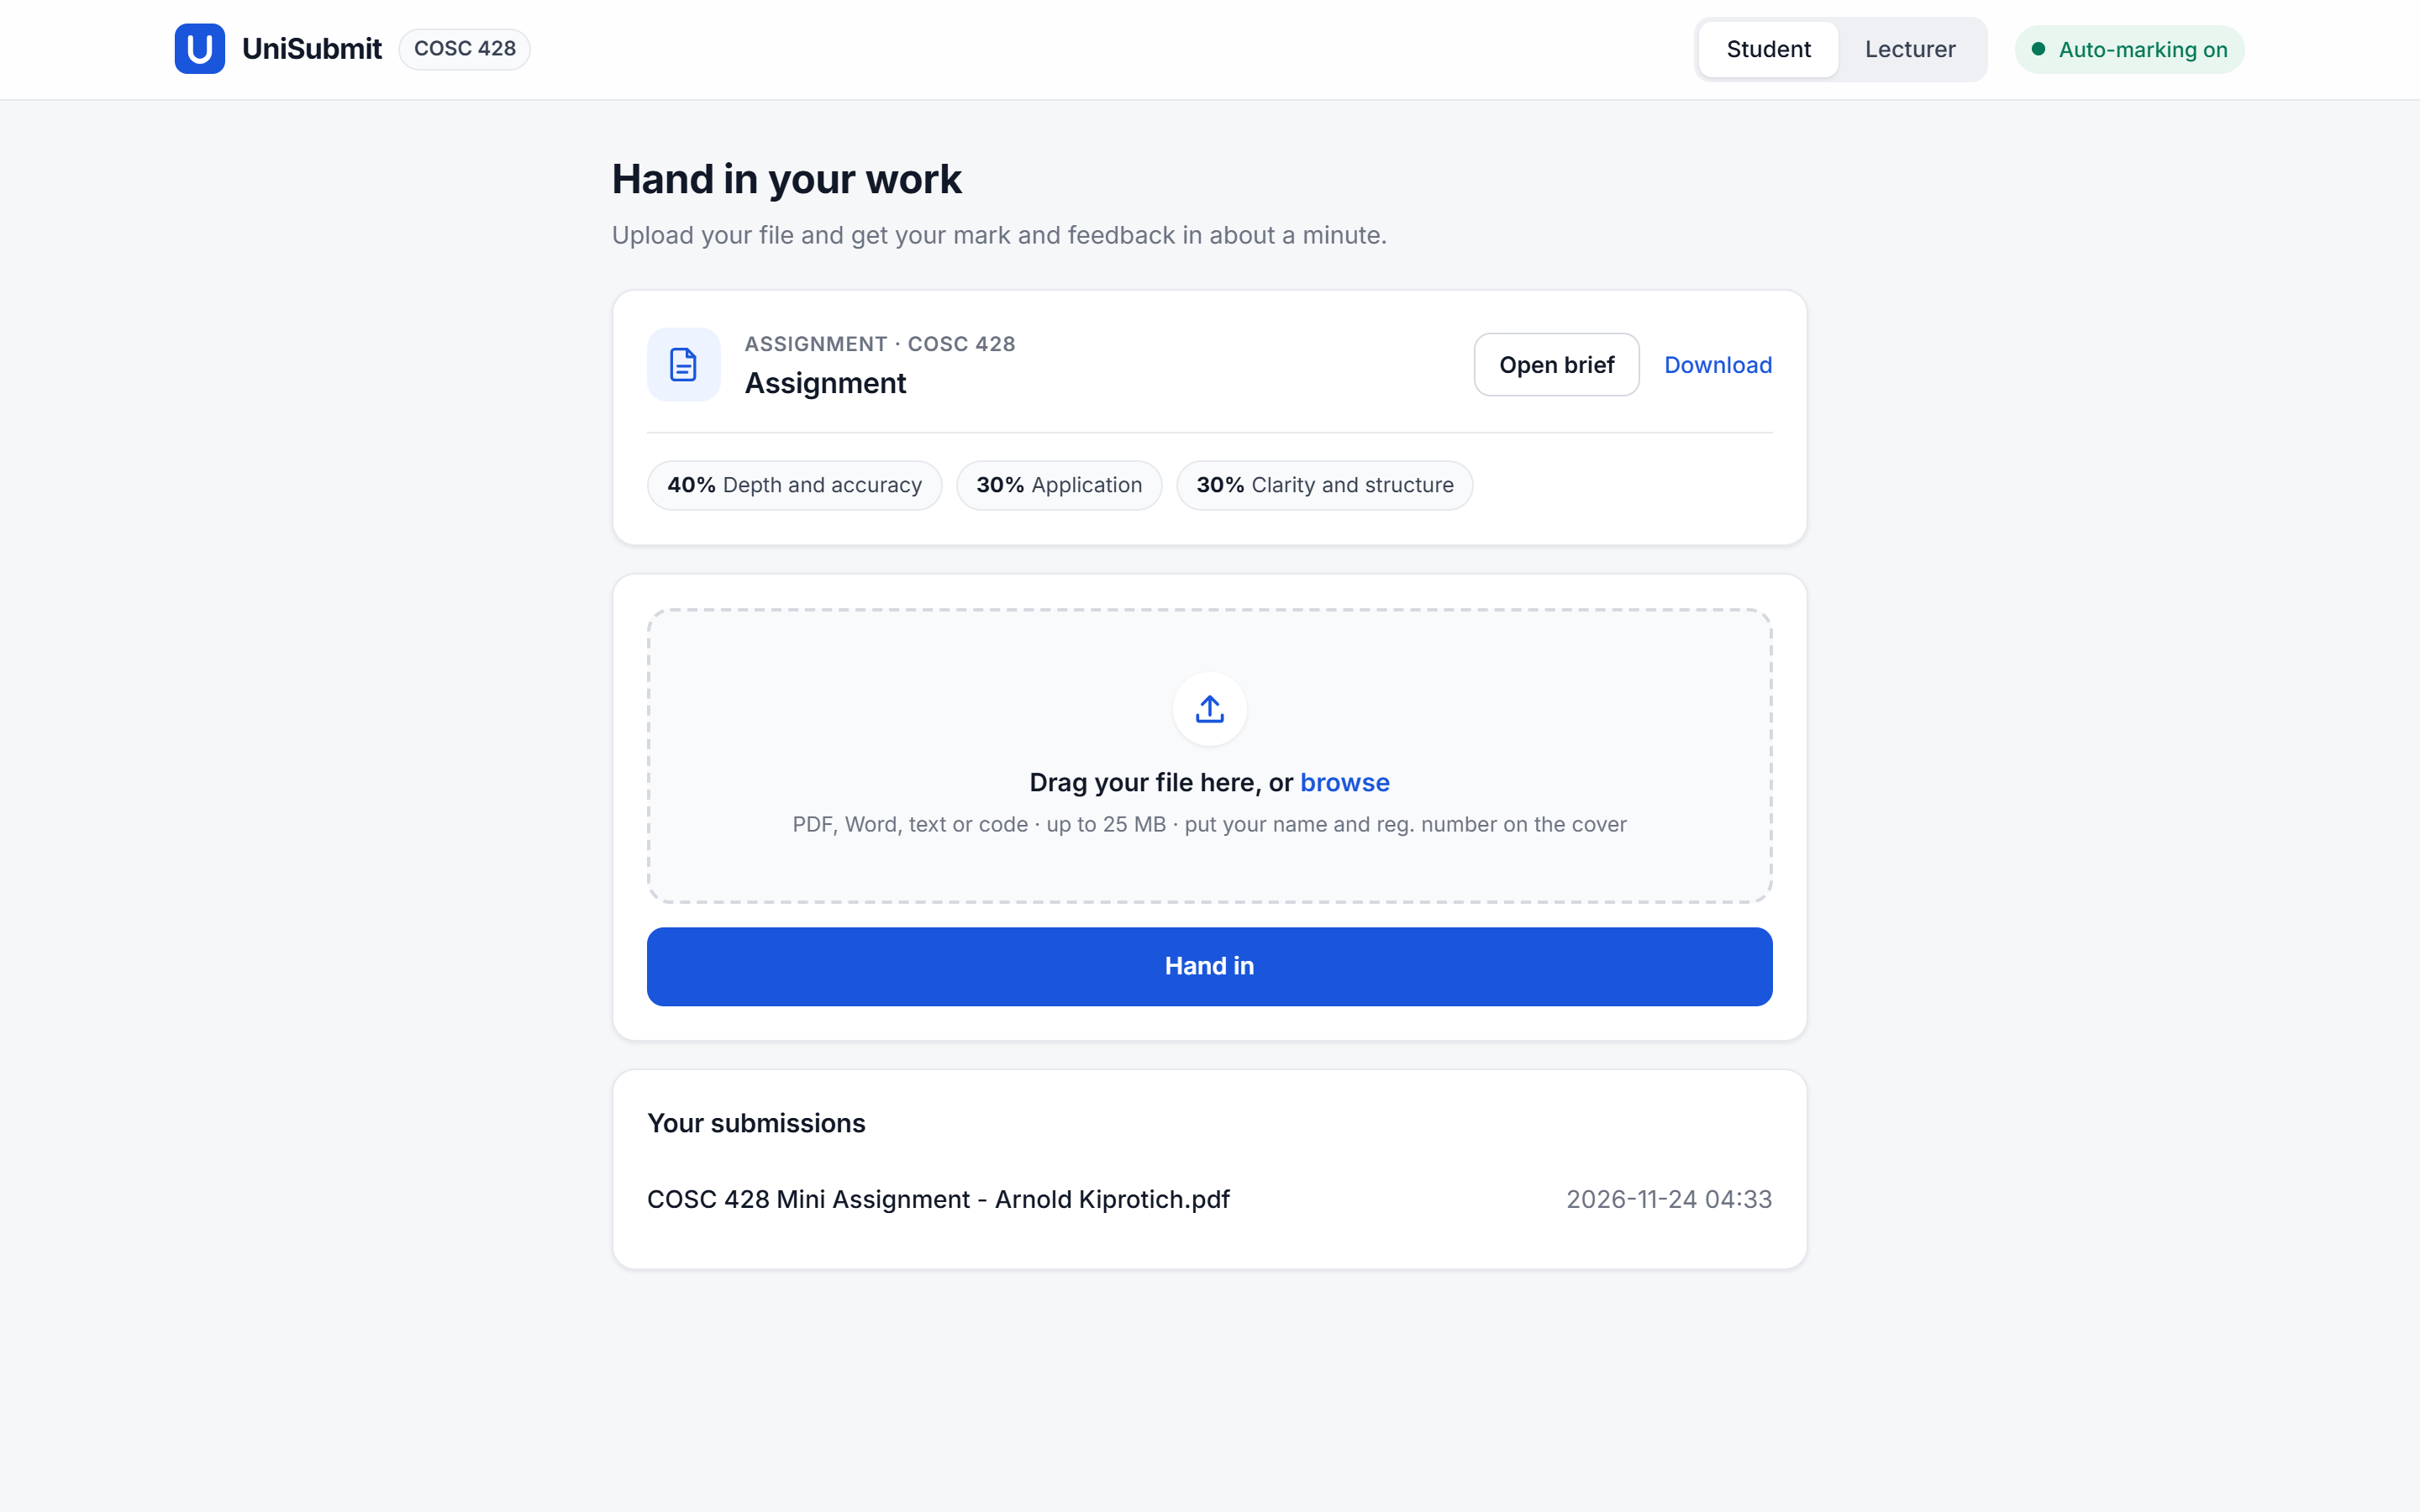 U UniSubmit COSC 428 Student Lecturer Auto-marking on
Hand in your work
Upload your file and get your mark and feedback in about a minute.
ASSIGNMENT · COSC 428
Assignment
Open brief Download
40% Depth and accuracy 30% Application 30% Clarity and structure
Drag your file here, or browse
PDF, Word, text or code · up to 25 MB · put your name and reg. number on the cover
Hand in
Your submissions
COSC 428 Mini Assignment - Arnold Kiprotich.pdf 2026-11-24 04:33